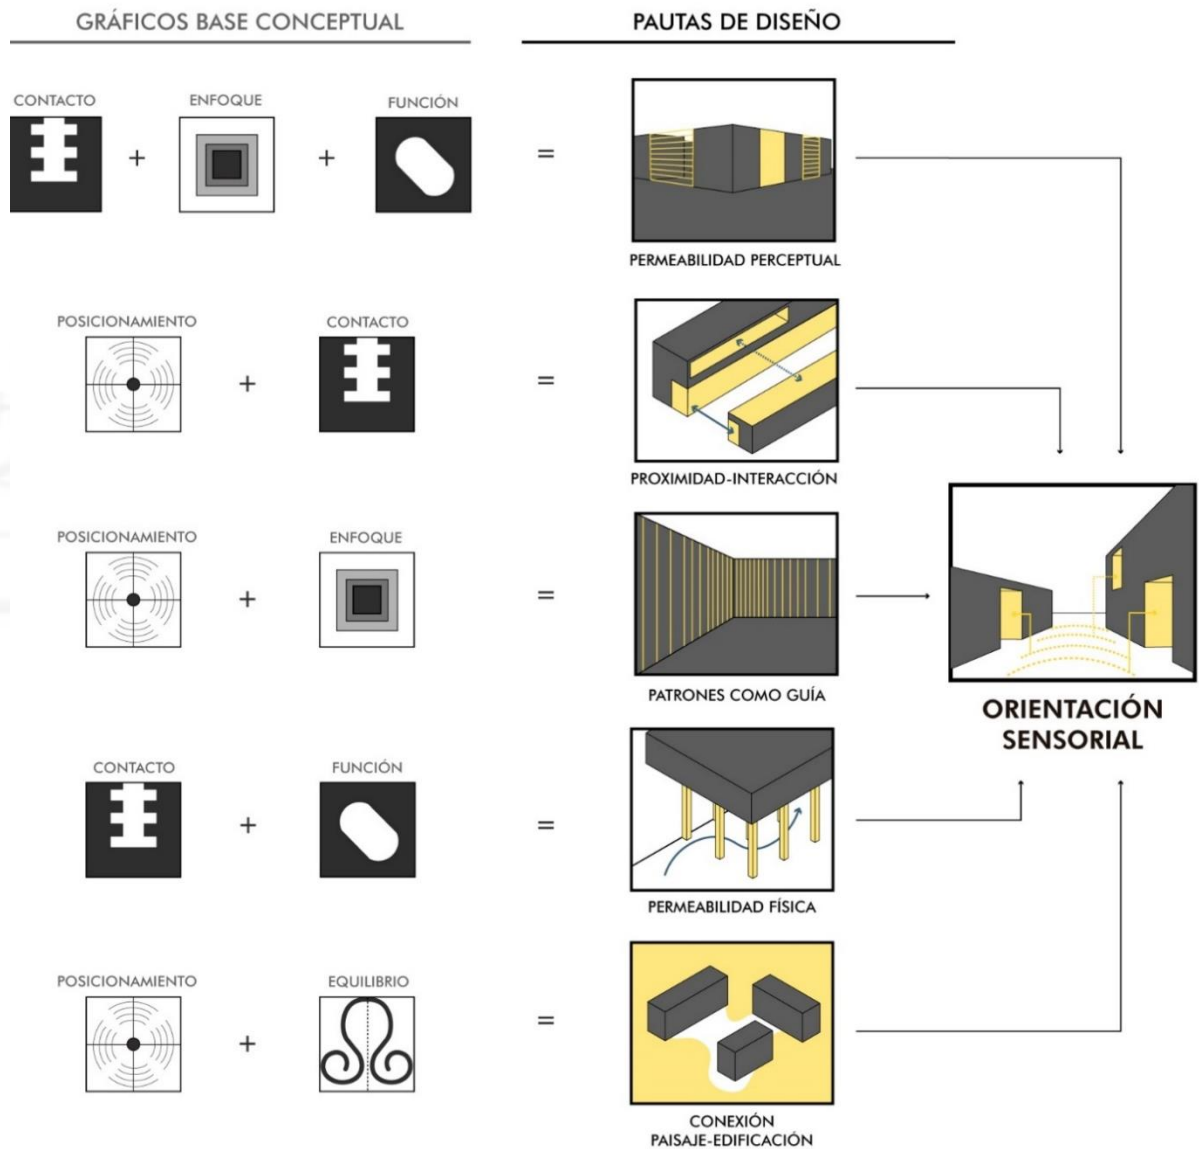 GRÁFICOS BASE CONCEPTUAL
PAUTAS DE DISEÑO
CONTACTO
+
ENFOQUE
+
FUNCIÓN
=
PERMEABILIDAD PERCEPTUAL
POSICIONAMIENTO
+
CONTACTO
=
PROXIMIDAD-INTERACCIÓN
POSICIONAMIENTO
+
ENFOQUE
=
PATRONES COMO GUÍA
CONTACTO
+
FUNCIÓN
=
PERMEABILIDAD FÍSICA
POSICIONAMIENTO
+
EQUILIBRIO
=
CONEXIÓN
PAISAJE-EDIFICACIÓN
ORIENTACIÓN
SENSORIAL